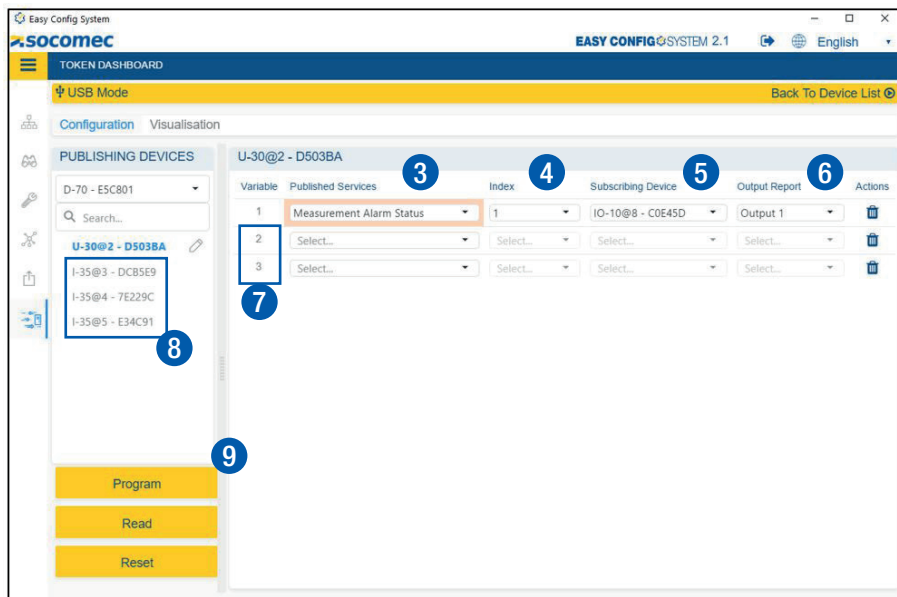 Easy Config System
socomec
EASY CONFIG SYSTEM 2.1
English
TOKEN DASHBOARD
USB Mode
Back To Device List
Configuration Visualisation
PUBLISHING DEVICES
U-30@2 - D503BA
3 4 5 6
D-70 - E5C801
Variable Published Services Index Subscribing Device Output Report Actions
Search...
1 Measurement Alarm Status 1 IO-10@8 - C0E45D Output 1
U-30@2 - D503BA
2 Select... Select... Select... Select...
I-35@3 - DCB5E9
3 Select... Select... Select... Select...
I-35@4 - 7E229C
7
I-35@5 - E34C91
8
9
Program
Read
Reset